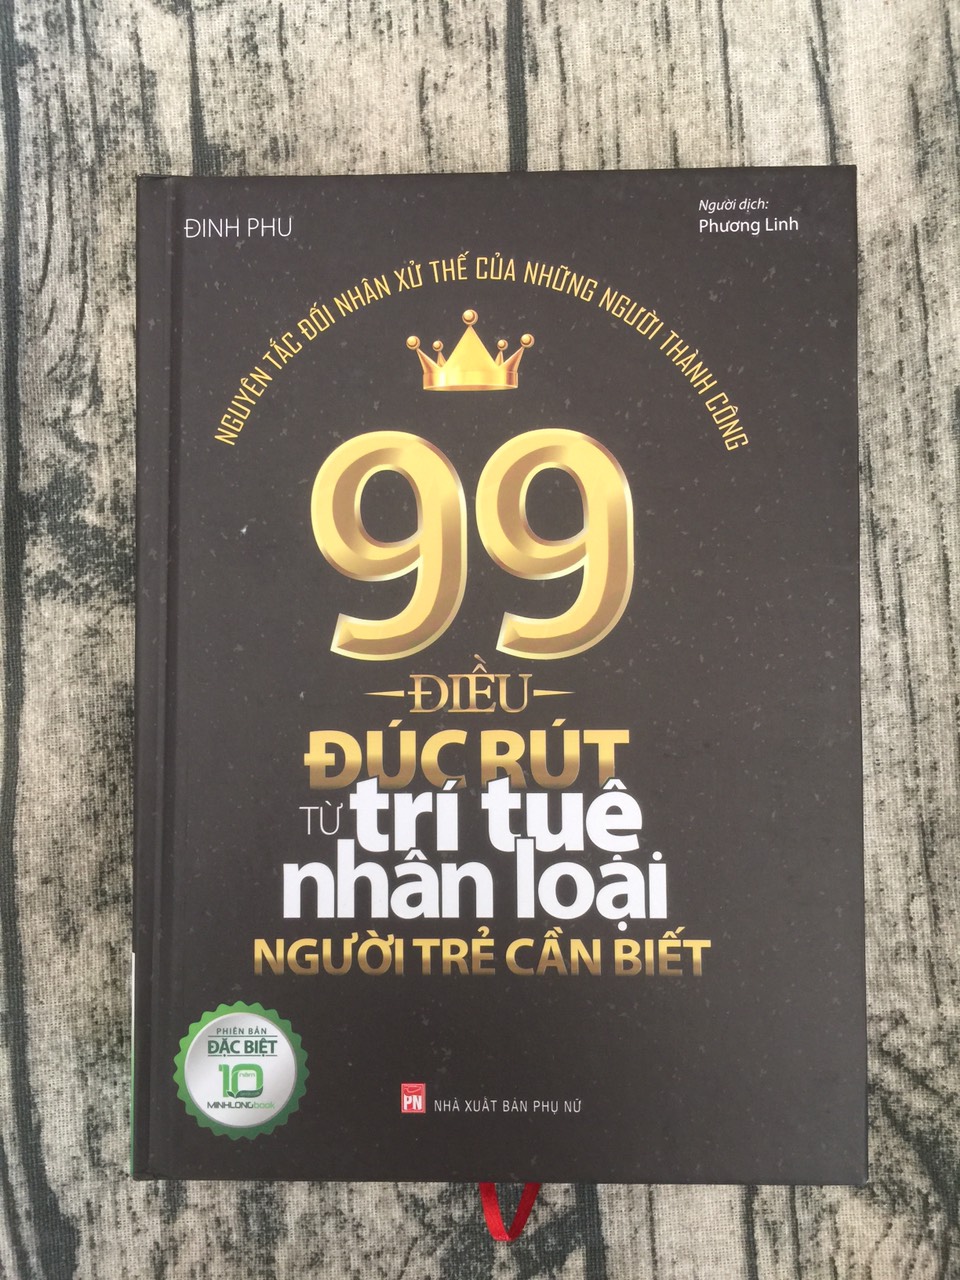 ĐINH PHU
Người dịch:
Phương Linh
NGUYÊN TẮC ĐỐI NHÂN XỬ THẾ CỦA NHỮNG NGƯỜI THÀNH CÔNG
99
ĐIỀU
ĐÚC RÚT
TỪ trí tuệ
nhân loại
NGƯỜI TRẺ CẦN BIẾT
PHIÊN BẢN
ĐẶC BIỆT
10 năm
MINHLONGbook
PN NHÀ XUẤT BẢN PHỤ NỮ